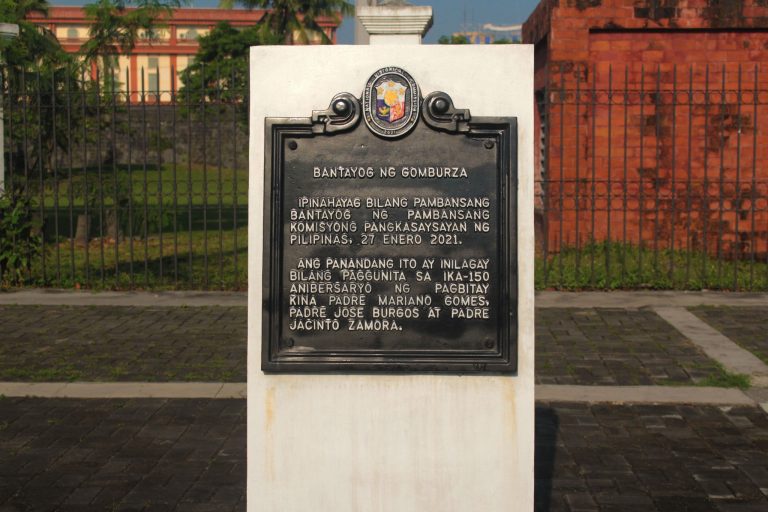 BANTAYOG NG GOMBURZA
IPINAHAYAG BILANG PAMBANSANG
BANTAYOG NG PAMBANSANG
KOMISYONG PANGKASAYSAYAN NG
PILIPINAS, 27 ENERO 2021.
ANG PANANDANG ITO AY INILAGAY
BILANG PAGGUNITA SA IKA-150
ANIBERSARYO NG PAGBITAY
KINA PADRE MARIANO GOMES,
PADRE JOSE BURGOS AT PADRE
JACINTO ZAMORA.